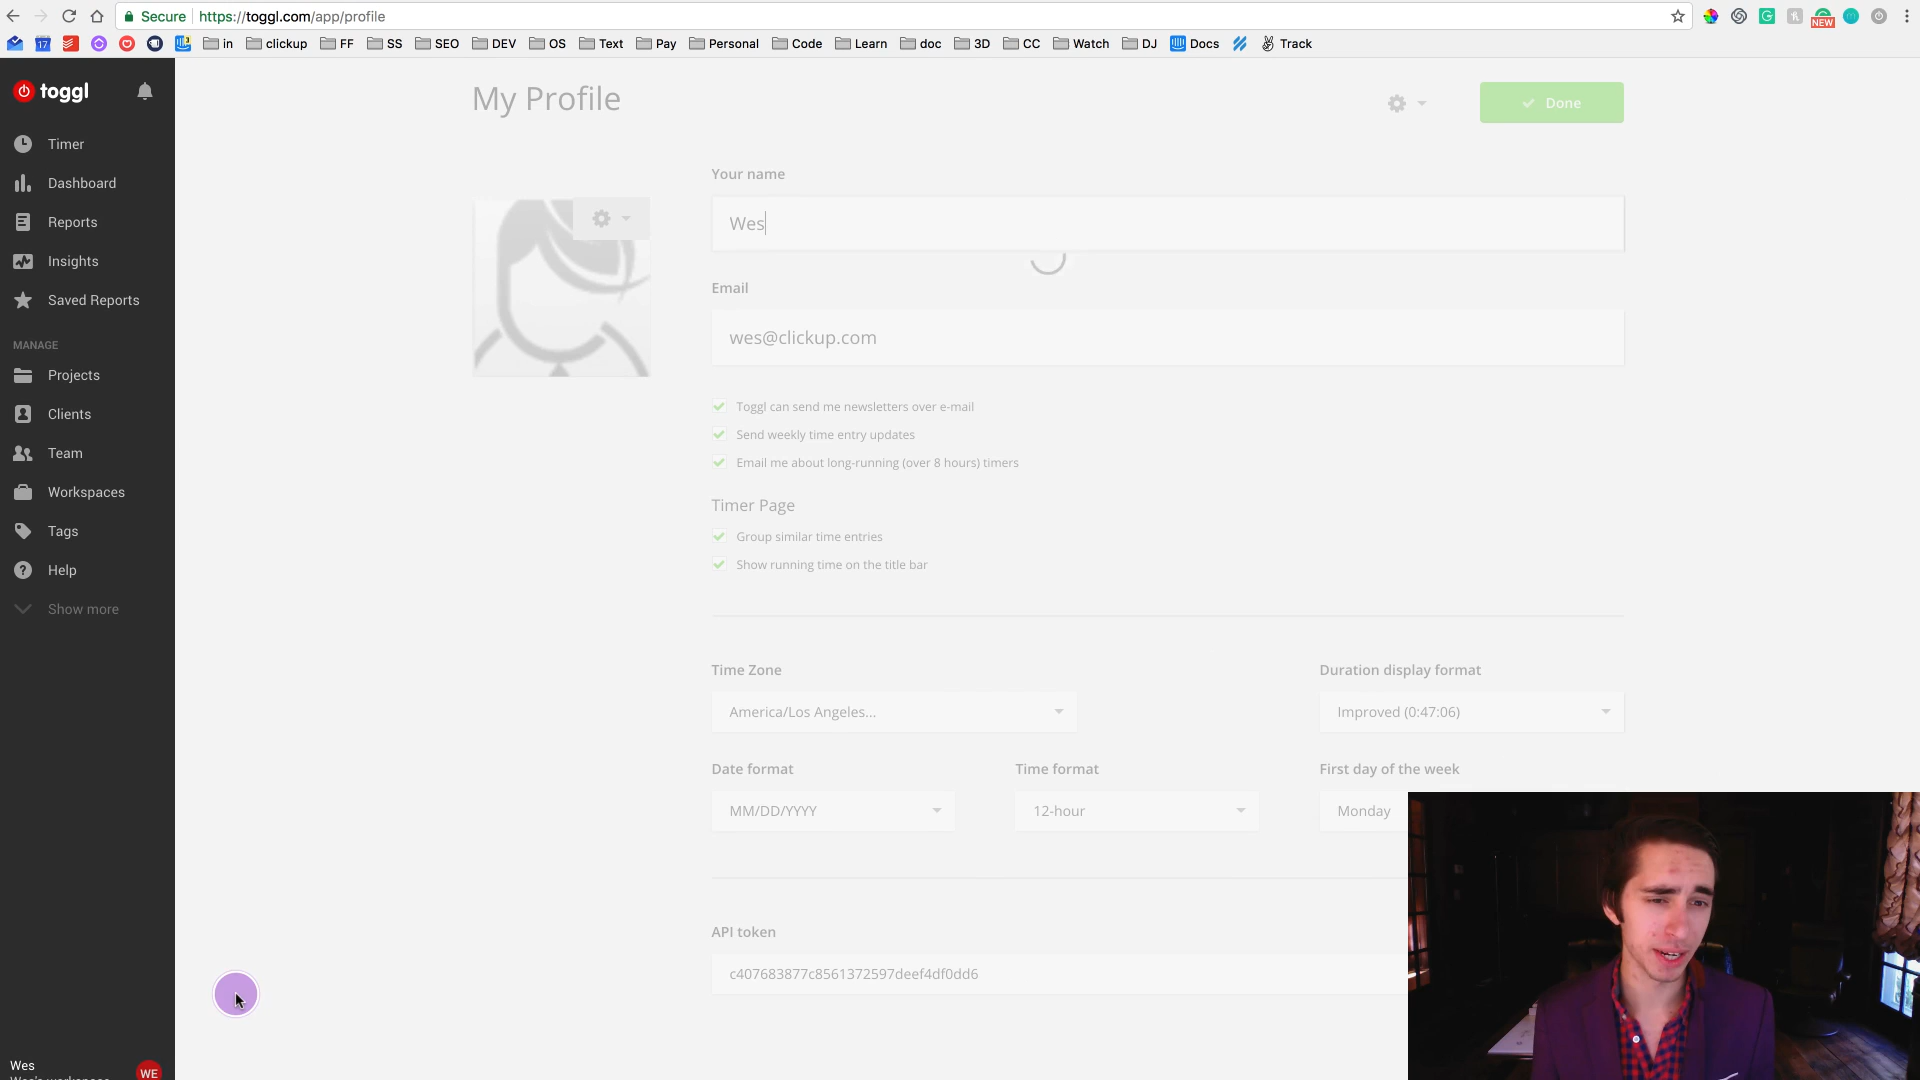 Secure https://toggl.com/app/profile
NEW
17 3 in clickup FF SS SEO DEV OS Text Pay Personal Code Learn doc 3D CC Watch DJ Docs Track
toggl
Timer
Dashboard
Reports
Insights
Saved Reports
MANAGE
Projects
Clients
Team
Workspaces
Tags
Help
Show more
Wes
WE
My Profile
Done
Your name
Wes
Email
wes@clickup.com
Toggl can send me newsletters over e-mail
Send weekly time entry updates
Email me about long-running (over 8 hours) timers
Timer Page
Group similar time entries
Show running time on the title bar
Time Zone
Duration display format
America/Los Angeles...
Improved (0:47:06)
Date format
Time format
First day of the week
MM/DD/YYYY
12-hour
Monday
API token
c407683877c8561372597deef4df0dd6